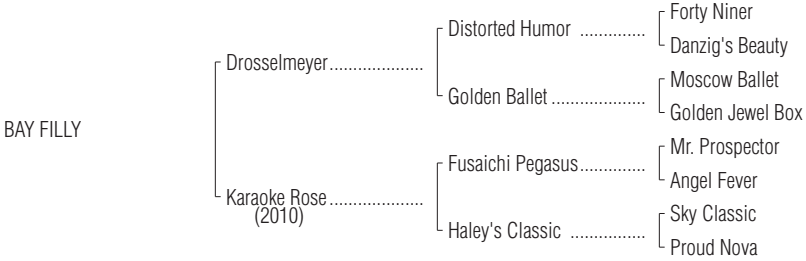 Forty Niner
Distorted Humor ..............
Danzig's Beauty
Drosselmeyer....................
Moscow Ballet
Golden Ballet ....................
Golden Jewel Box
BAY FILLY
Mr. Prospector
Fusaichi Pegasus..............
Angel Fever
Karaoke Rose....................
(2010)
Sky Classic
Haley's Classic ................
Proud Nova